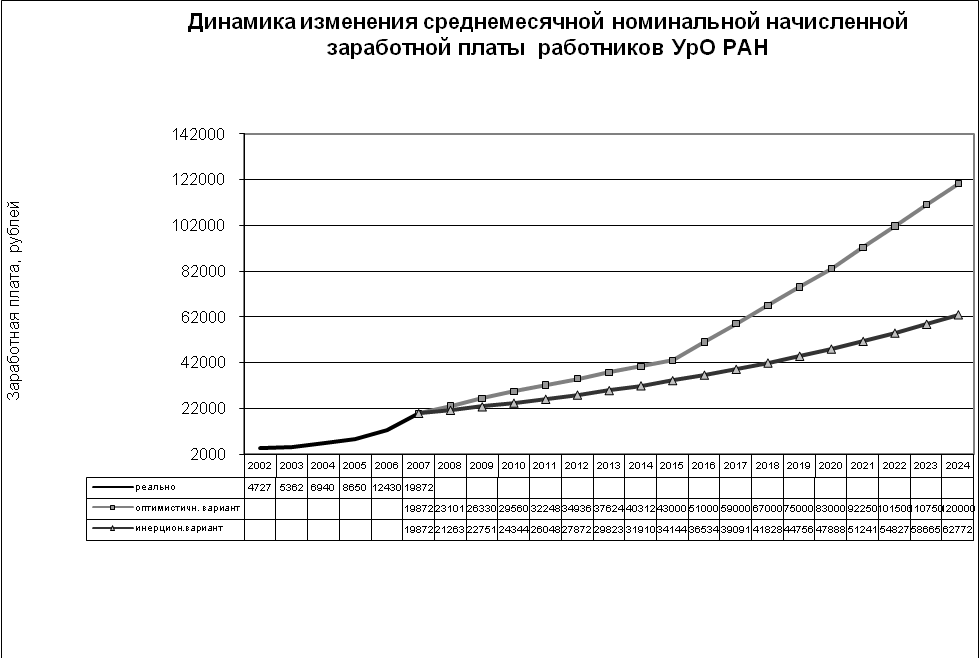 Динамика изменения среднемесячной номинальной начисленной
заработной платы работников УрО РАН
Заработная плата, рублей
142000
122000
102000
82000
62000
42000
22000
2000
2002 2003 2004 2005 2006 2007 2008 2009 2010 2011 2012 2013 2014 2015 2016 2017 2018 2019 2020 2021 2022 2023 2024
реально 4727 5362 6940 8650 12430 19872
оптимистичн. вариант 19872 23101 26330 29560 32248 34936 37624 40312 43000 51000 59000 67000 75000 83000 92250 101500 110750 120000
инерцион.вариант 19872 21263 22751 24344 26048 27872 29823 31910 34144 36534 39091 41828 44756 47888 51241 54827 58665 62772